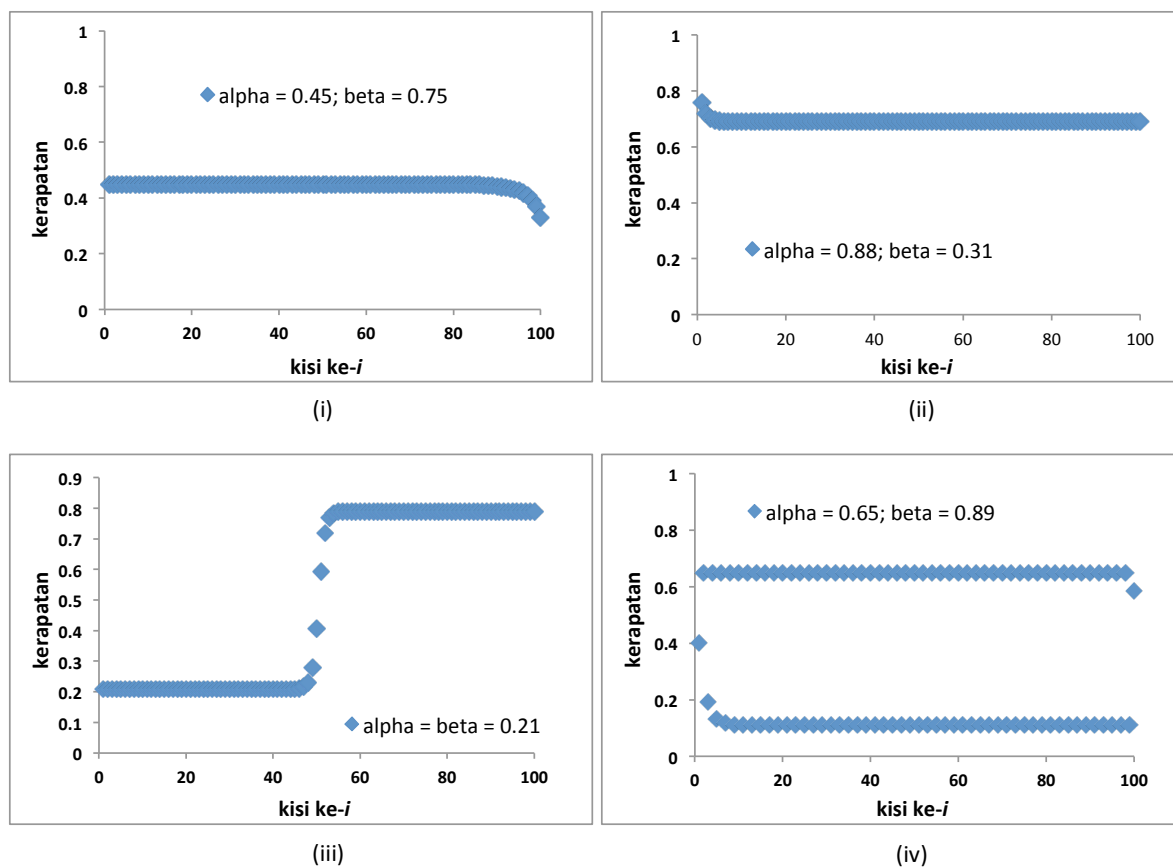 1
0.8
0.6
0.4
0.2
0
kerapatan
alpha = 0.45; beta = 0.75
0 20 40 60 80 100
kisi ke-i
(i)
1
0.8
0.6
0.4
0.2
0
kerapatan
alpha = 0.88; beta = 0.31
0 20 40 60 80 100
kisi ke-i
(ii)
0.9
0.8
0.7
0.6
0.5
0.4
0.3
0.2
0.1
0
kerapatan
alpha = beta = 0.21
0 20 40 60 80 100
kisi ke-i
(iii)
1
0.8
0.6
0.4
0.2
0
kerapatan
alpha = 0.65; beta = 0.89
0 20 40 60 80 100
kisi ke-i
(iv)